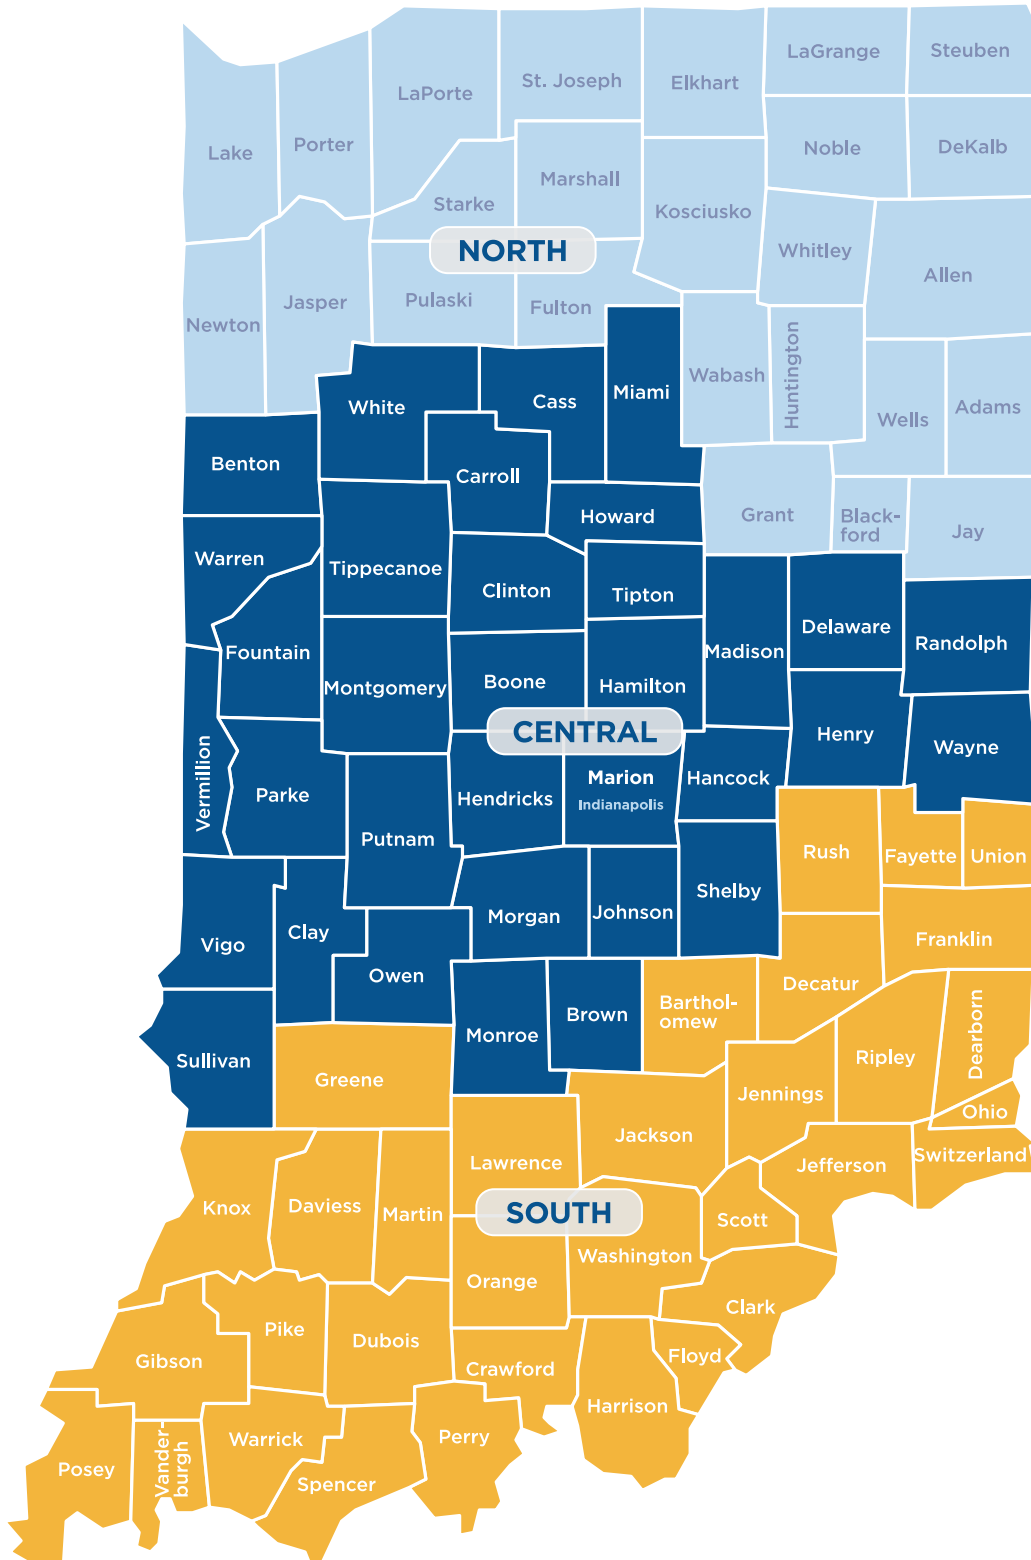 LaGrange
Steuben
St. Joseph
Elkhart
LaPorte
Porter
Lake
Noble
DeKalb
Marshall
Starke
Kosciusko
NORTH
Whitley
Allen
Jasper
Pulaski
Fulton
Newton
Huntington
Wabash
Miami
Cass
White
Adams
Wells
Benton
Carroll
Howard
Grant
Black-
ford
Jay
Warren
Tippecanoe
Clinton
Tipton
Delaware
Randolph
Fountain
Madison
Montgomery
Boone
Hamilton
CENTRAL
Henry
Wayne
Vermillion
Parke
Hendricks
Marion
Indianapolis
Hancock
Putnam
Rush
Fayette
Union
Shelby
Morgan
Johnson
Clay
Vigo
Franklin
Owen
Decatur
Brown
Barthol-
omew
Monroe
Sullivan
Greene
Ripley
Dearborn
Jennings
Ohio
Jackson
Lawrence
Jefferson
Switzerland
Knox
Daviess
Martin
SOUTH
Scott
Washington
Orange
Clark
Pike
Dubois
Gibson
Crawford
Floyd
Harrison
Perry
Warrick
Posey
Vander-
burgh
Spencer